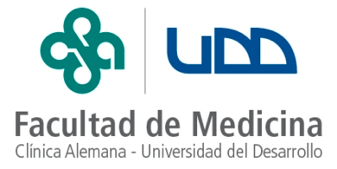 UDD
Facultad de Medicina
Clínica Alemana - Universidad del Desarrollo